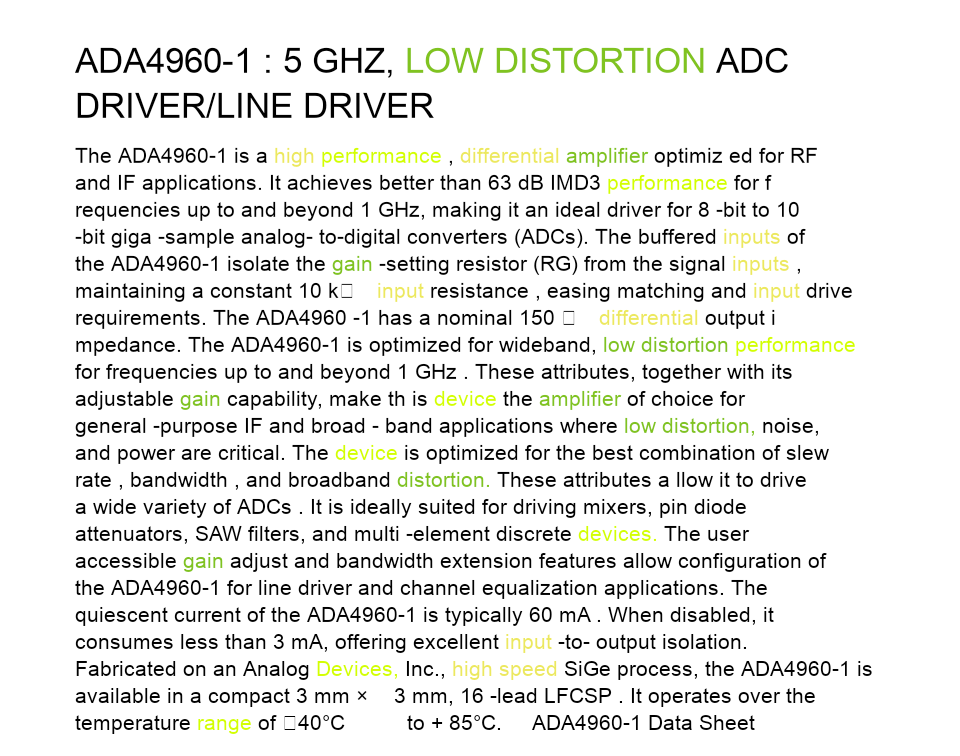 ADA4960-1 : 5 GHZ, LOW DISTORTION ADC
DRIVER/LINE DRIVER
The ADA4960-1 is a high performance , differential amplifier optimiz ed for RF
and IF applications. It achieves better than 63 dB IMD3 performance for f
requencies up to and beyond 1 GHz, making it an ideal driver for 8 -bit to 10
-bit giga -sample analog- to-digital converters (ADCs). The buffered inputs of
the ADA4960-1 isolate the gain -setting resistor (RG) from the signal inputs ,
maintaining a constant 10 k□ input resistance , easing matching and input drive
requirements. The ADA4960 -1 has a nominal 150 □ differential output i
mpedance. The ADA4960-1 is optimized for wideband, low distortion performance
for frequencies up to and beyond 1 GHz . These attributes, together with its
adjustable gain capability, make th is device the amplifier of choice for
general -purpose IF and broad - band applications where low distortion, noise,
and power are critical. The device is optimized for the best combination of slew
rate , bandwidth , and broadband distortion. These attributes a llow it to drive
a wide variety of ADCs . It is ideally suited for driving mixers, pin diode
attenuators, SAW filters, and multi -element discrete devices. The user
accessible gain adjust and bandwidth extension features allow configuration of
the ADA4960-1 for line driver and channel equalization applications. The
quiescent current of the ADA4960-1 is typically 60 mA . When disabled, it
consumes less than 3 mA, offering excellent input -to- output isolation.
Fabricated on an Analog Devices, Inc., high speed SiGe process, the ADA4960-1 is
available in a compact 3 mm × 3 mm, 16 -lead LFCSP . It operates over the
temperature range of □40°C to + 85°C. ADA4960-1 Data Sheet